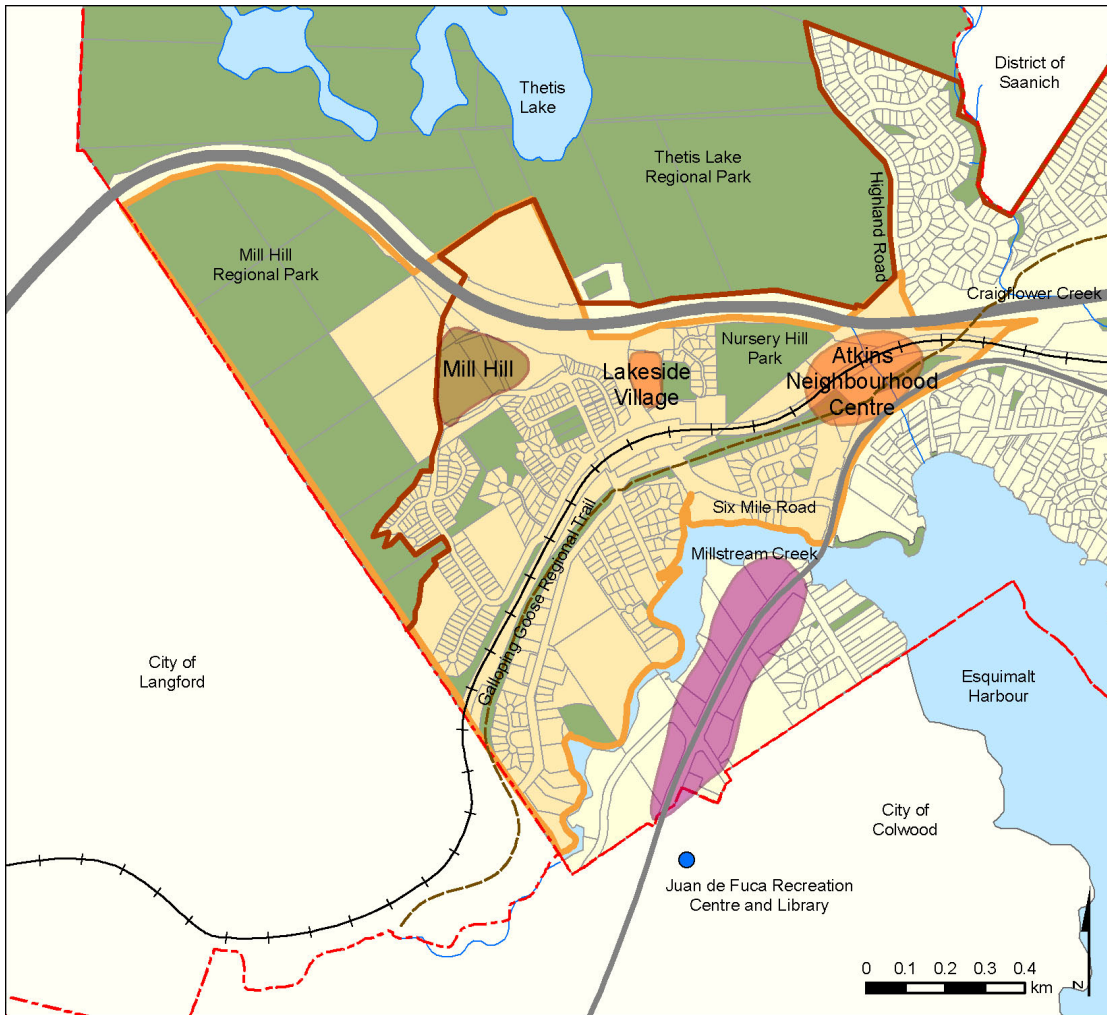 District of
Saanich
Thetis
Lake
Thetis Lake
Regional Park
Highland Road
Mill Hill
Regional Park
Craigflower Creek
Nursery Hill
Park
Mill Hill
Lakeside
Village
Atkins
Neighbourhood
Centre
Six Mile Road
Galloping Goose Regional Trail
Millstream Creek
City of
Langford
Esquimalt
Harbour
City of
Colwood
Juan de Fuca Recreation
Centre and Library
0 0.1 0.2 0.3 0.4
km
N